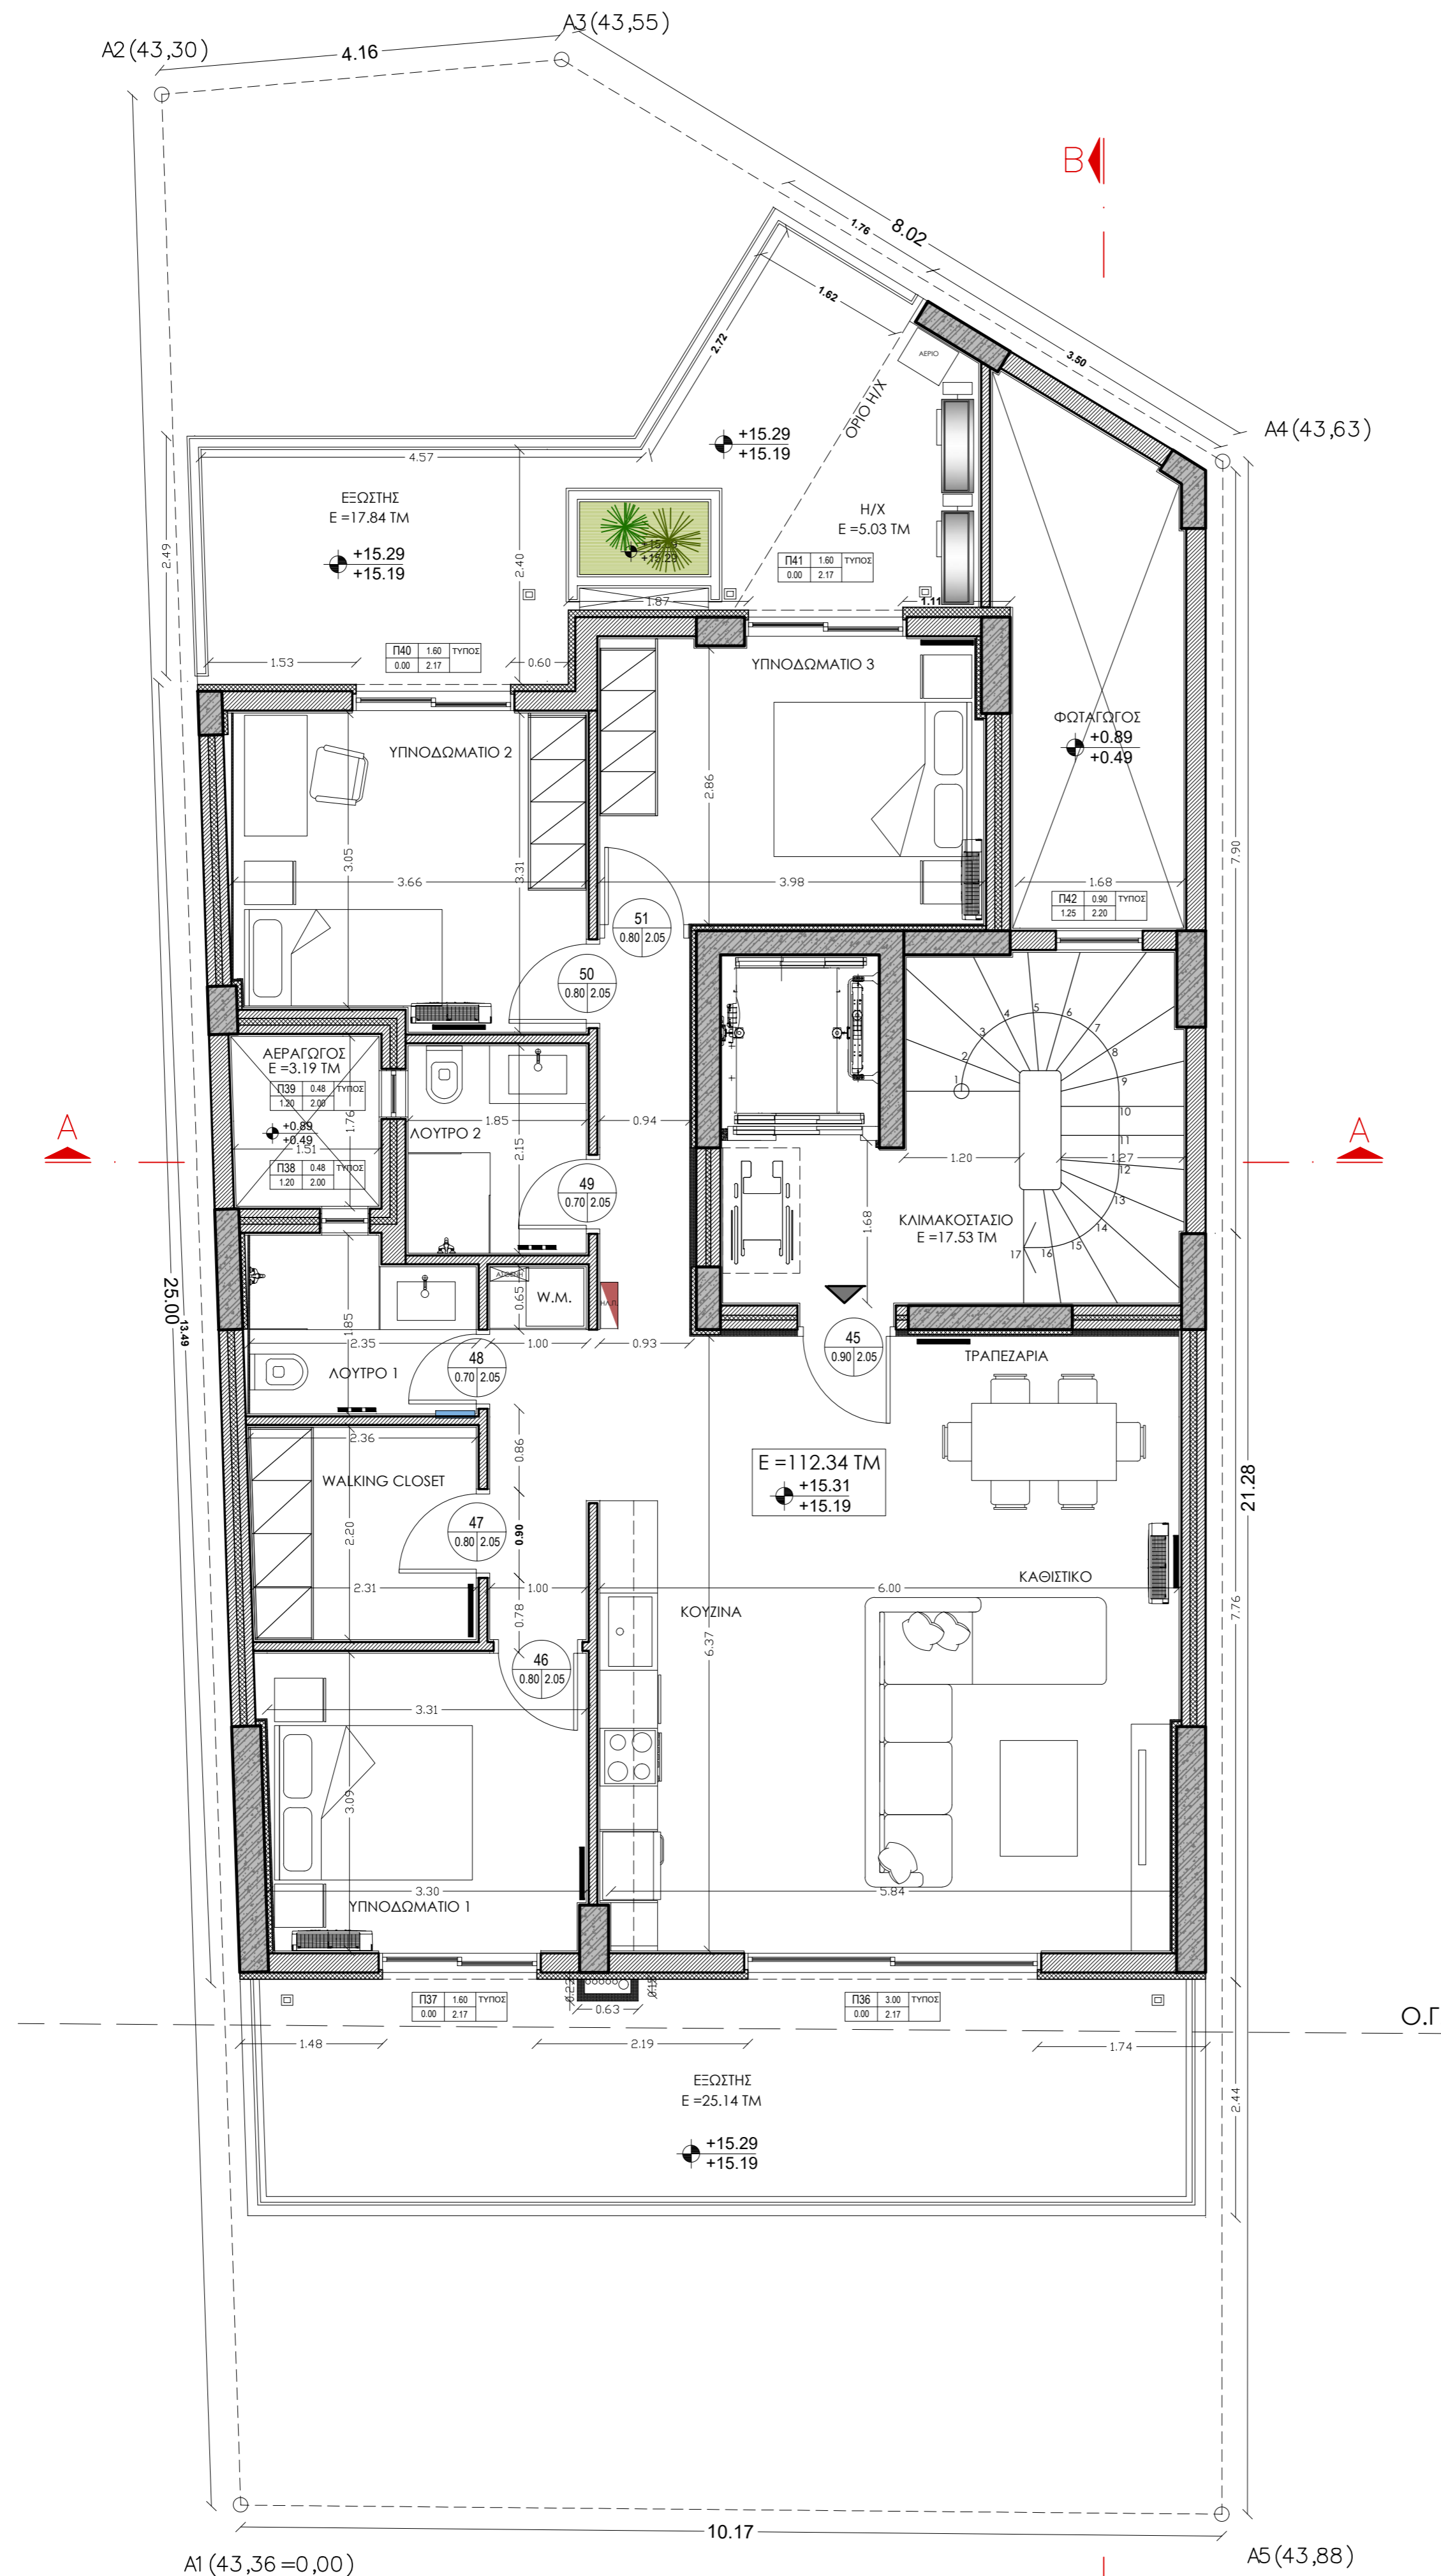 A3(43,55)
A2(43,30)
4.16
B
1.76
8.02
1.62
2.72
3.50
ΑΕΡΙΟ
ΟΡΙΟ Η/Χ
A4(43,63)
+15.29
+15.19
4.57
ΕΞΩΣΤΗΣ
Ε =17.84 ΤΜ
Η/Χ
Ε =5.03 ΤΜ
+15.29
+15.19
2.49
2.40
Π41 1.60 ΤΥΠΟΣ
0.00 2.17
1.87
1.11
Π40 1.60 ΤΥΠΟΣ
0.00 2.17
1.53
0.60
ΥΠΝΟΔΩΜΑΤΙΟ 3
ΥΠΝΟΔΩΜΑΤΙΟ 2
ΦΩΤΑΓΩΓΟΣ
+0.89
+0.49
2.86
3.05
3.31
7.90
3.66
3.98
1.68
Π42 0.90 ΤΥΠΟΣ
1.25 2.20
51
0.80 2.05
50
0.80 2.05
ΑΕΡΑΓΩΓΟΣ
Ε =3.19 ΤΜ
Π39 0.48 ΤΥΠΟΣ
1.20 2.00
+0.89
+0.49
1.76
1.51
Π38 0.48 ΤΥΠΟΣ
1.20 2.00
1.85
ΛΟΥΤΡΟ 2
2.15
0.94
1
2
3
4
5
6
7
8
9
10
11
12
13
14
15
16
17
A
A
1.20
1.27
49
0.70 2.05
1.68
ΚΛΙΜΑΚΟΣΤΑΣΙΟ
Ε =17.53 ΤΜ
25.00
13.49
W.M.
0.65
ΗΛ.Π.
1.85
2.35
1.00
0.93
48
0.70 2.05
ΛΟΥΤΡΟ 1
45
0.90 2.05
ΤΡΑΠΕΖΑΡΙΑ
2.36
0.86
WALKING CLOSET
Ε =112.34 ΤΜ
+15.31
+15.19
21.28
47
0.80 2.05
0.90
2.20
2.31
1.00
6.00
ΚΑΘΙΣΤΙΚΟ
ΚΟΥΖΙΝΑ
0.78
6.37
7.76
46
0.80 2.05
3.31
3.09
3.30
5.84
ΥΠΝΟΔΩΜΑΤΙΟ 1
0.22
0.15
0.63
Π37 1.60 ΤΥΠΟΣ
0.00 2.17
Π36 3.00 ΤΥΠΟΣ
0.00 2.17
Ο.Γ
1.48
2.19
1.74
ΕΞΩΣΤΗΣ
Ε =25.14 ΤΜ
2.44
+15.29
+15.19
10.17
A1(43,36=0,00)
A5(43,88)